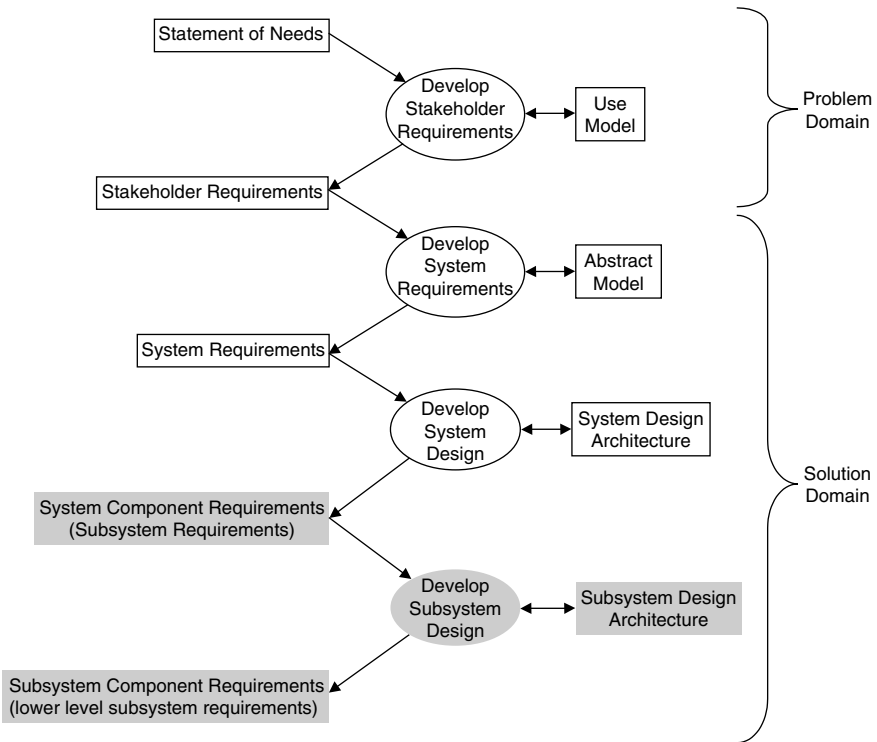 Statement of Needs
Develop
Stakeholder
Requirements
Use
Model
Problem
Domain
Stakeholder Requirements
Develop
System
Requirements
Abstract
Model
System Requirements
Develop
System
Design
System Design
Architecture
Solution
Domain
System Component Requirements
(Subsystem Requirements)
Develop
Subsystem
Design
Subsystem Design
Architecture
Subsystem Component Requirements
(lower level subsystem requirements)